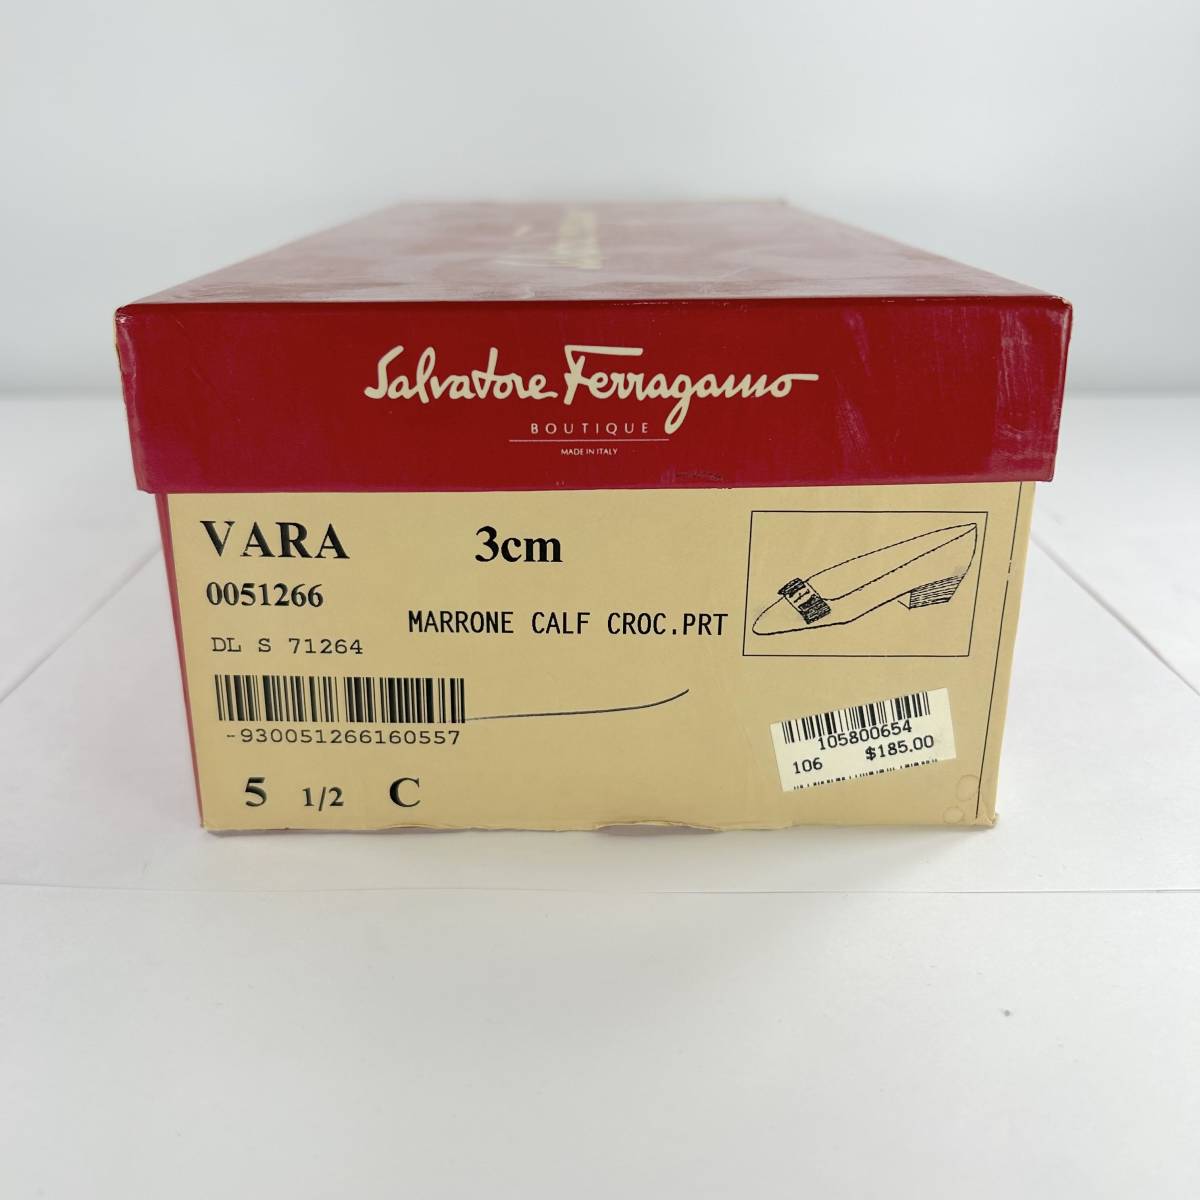 Salvatore Ferragamo
BOUTIQUE
MADE IN ITALY
VARA 3cm
0051266
MARRONE CALF CROC.PRT
DL S 71264
-930051266160557
5 1/2 C
105800654
106 $185.00